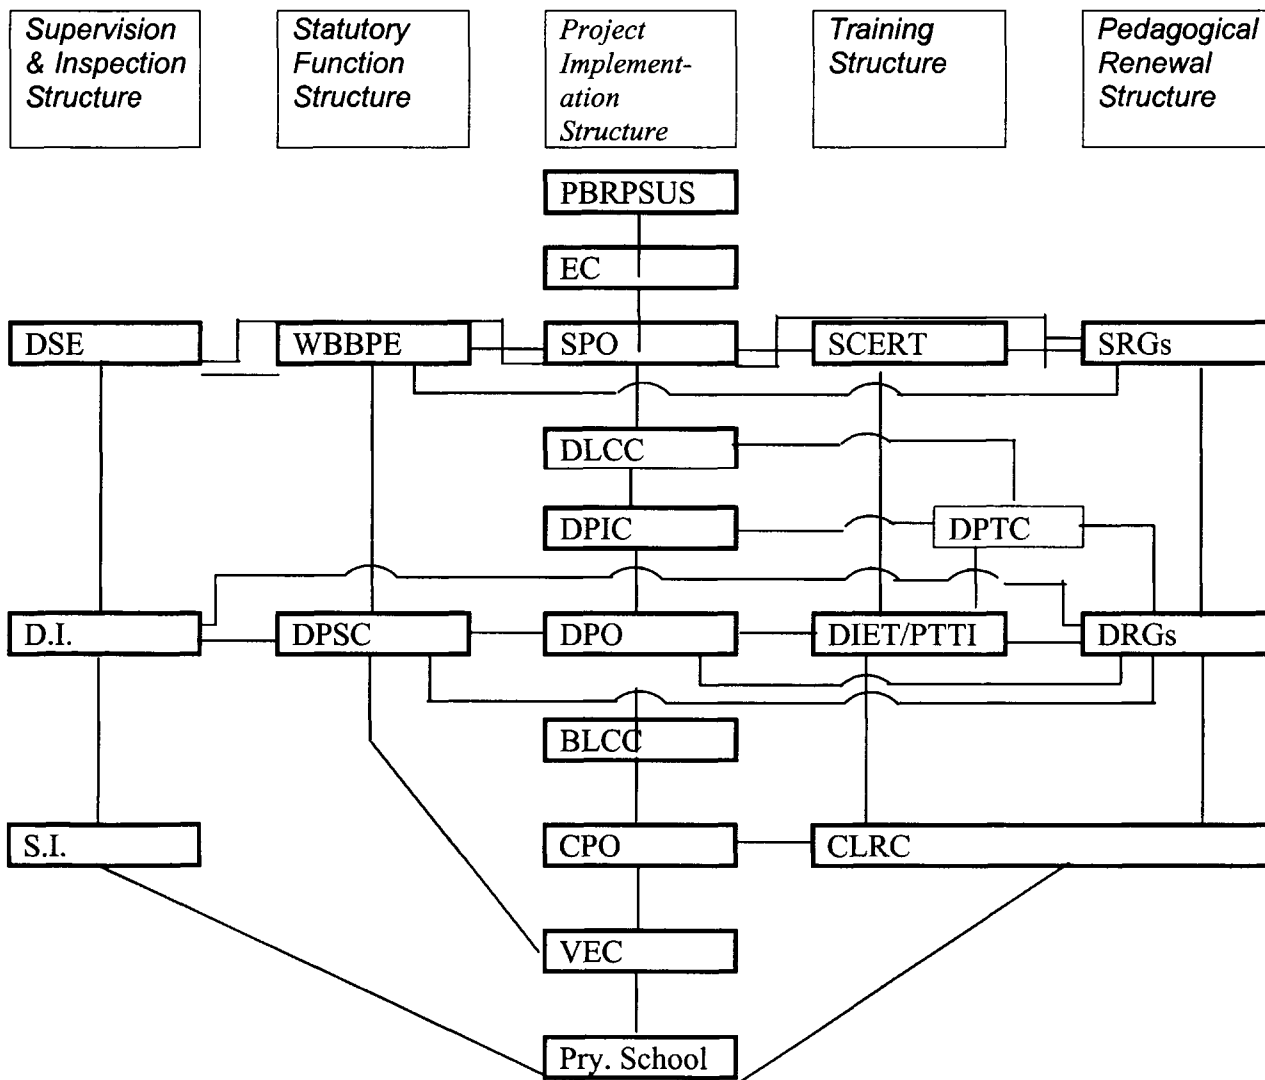 Supervision
& Inspection
Structure
Statutory
Function
Structure
Project
Implement-
ation
Structure
Training
Structure
Pedagogical
Renewal
Structure
PBRPSUS
EC
DSE
WBBPE
SPO
SCERT
SRGs
DLCC
DPIC
DPTC
D.I.
DPSC
DPO
DIET/PTTI
DRGs
BLCC
S.I.
CPO
CLRC
VEC
Pry. School